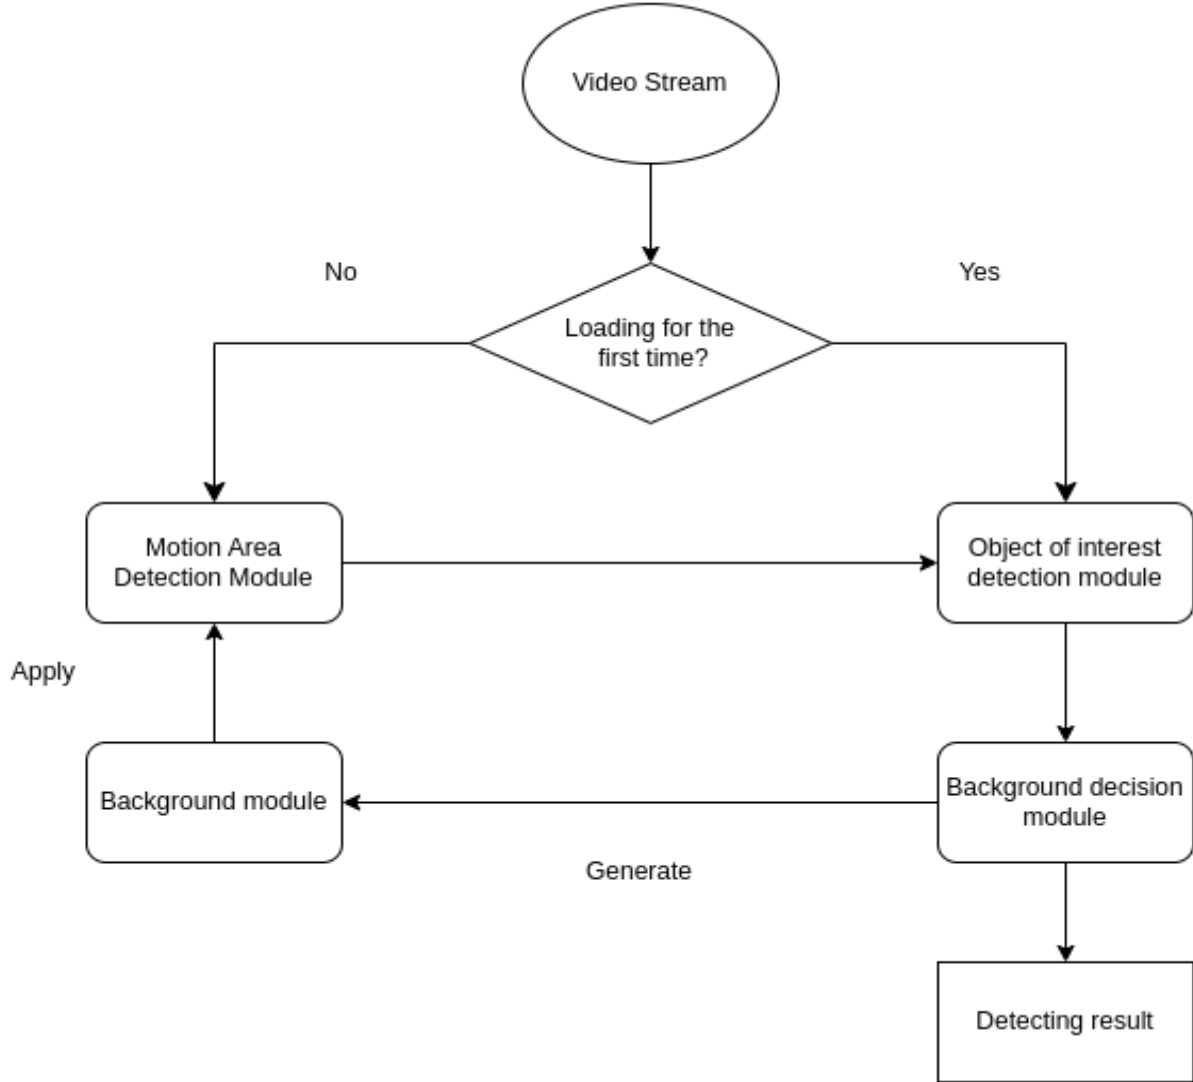 Video Stream
No
Yes
Loading for the
first time?
Motion Area
Detection Module
Object of interest
detection module
Apply
Background module
Background decision
module
Generate
Detecting result